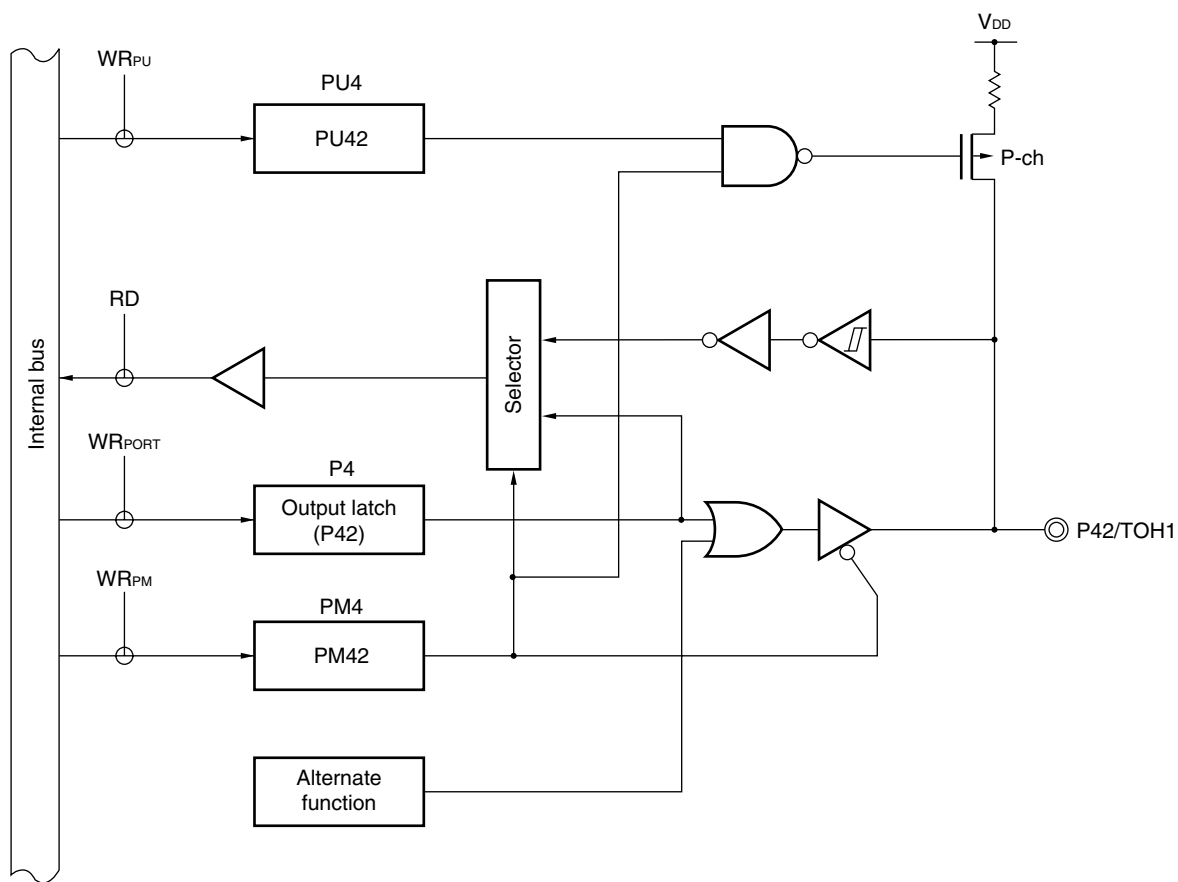 VDD
WRPU
PU4
PU42
P-ch
RD
Selector
Internal bus
WRPORT
P4
Output latch
(P42)
P42/TOH1
WRPM
PM4
PM42
Alternate
function